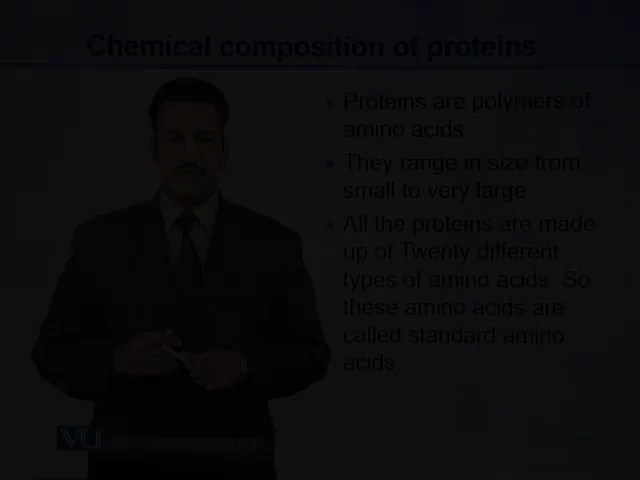 Chemical composition of proteins
Proteins are polymers of
amino acids
They range in size from
small to very large
All the proteins are made
up of Twenty different
types of amino acids. So
these amino acids are
called standard amino
acids
VU